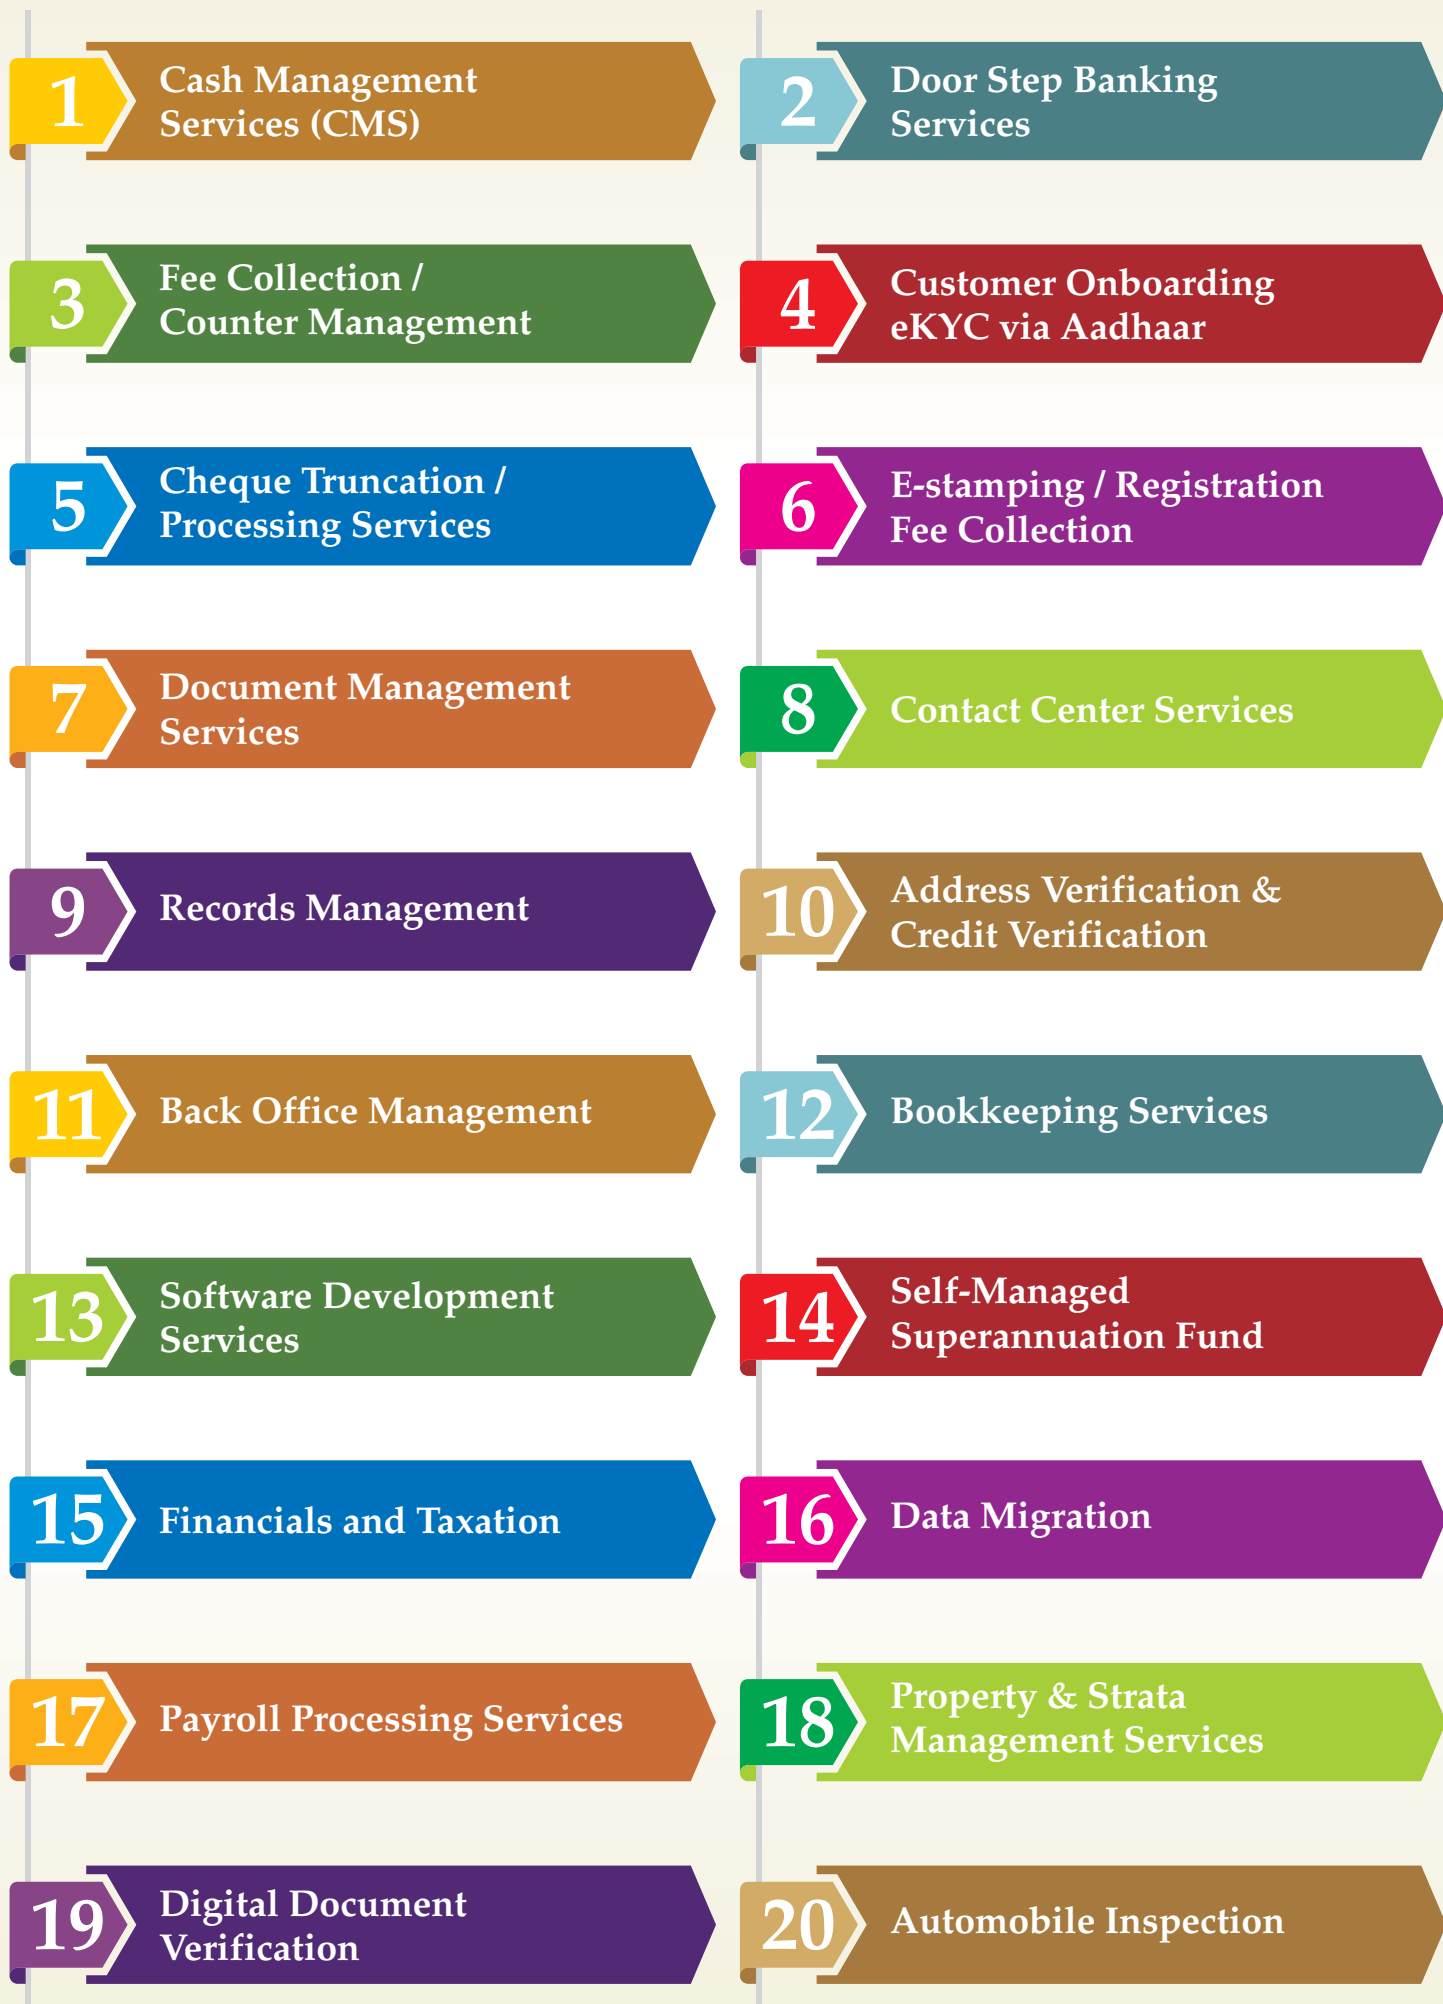 1
Cash Management
Services (CMS)
2
Door Step Banking
Services
3
Fee Collection /
Counter Management
4
Customer Onboarding
eKYC via Aadhaar
5
Cheque Truncation /
Processing Services
6
E-stamping / Registration
Fee Collection
7
Document Management
Services
8
Contact Center Services
9
Records Management
10
Address Verification &
Credit Verification
11
Back Office Management
12
Bookkeeping Services
13
Software Development
Services
14
Self-Managed
Superannuation Fund
15
Financials and Taxation
16
Data Migration
17
Payroll Processing Services
18
Property & Strata
Management Services
19
Digital Document
Verification
20
Automobile Inspection